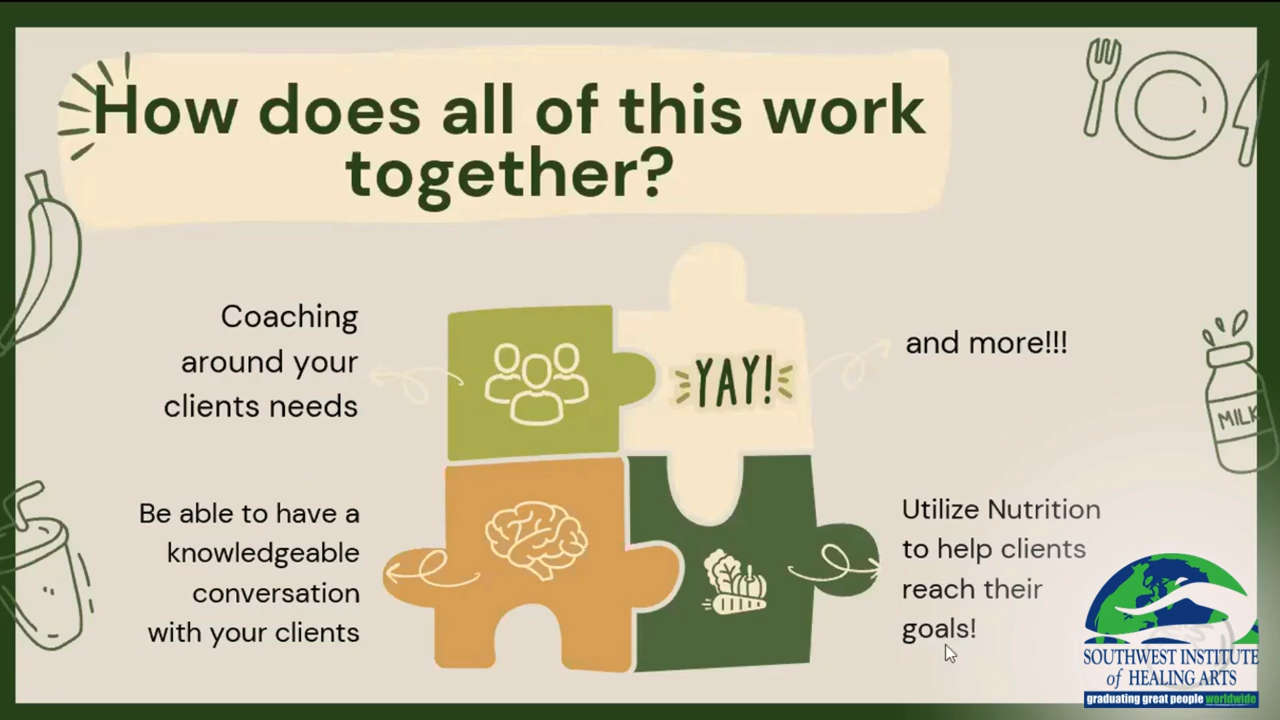 How does all of this work
together?
Coaching
around your
clients needs
YAY!
and more!!!
Be able to have a
knowledgeable
conversation
with your clients
Utilize Nutrition
to help clients
reach their
goals!
MILK
SOUTHWEST INSTITUTE
of HEALING ARTS
graduating great people worldwide